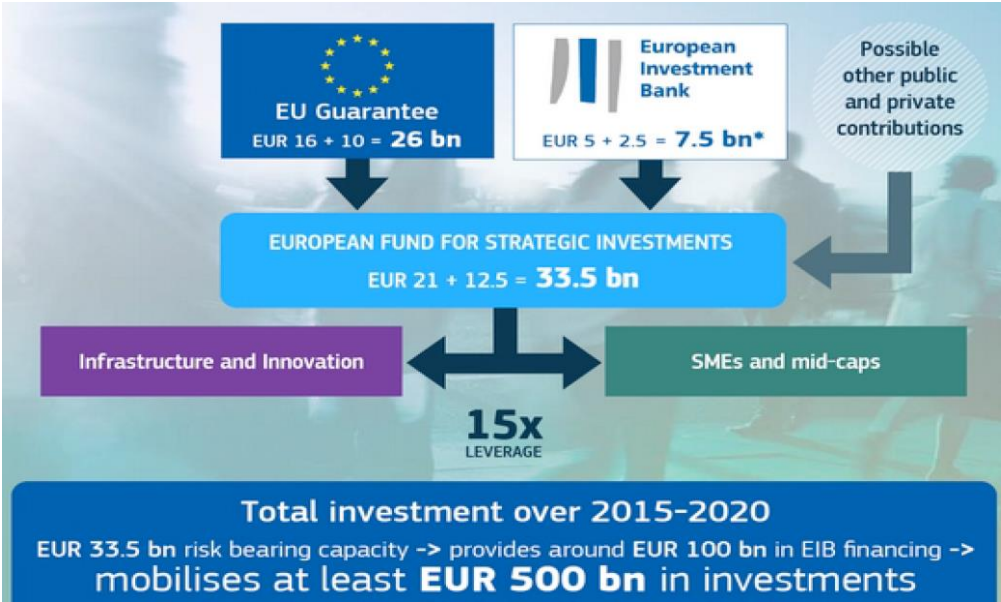 EU Guarantee
EUR 16 + 10 = 26 bn
European
Investment
Bank
EUR 5 + 2.5 = 7.5 bn*
Possible
other public
and private
contributions
EUROPEAN FUND FOR STRATEGIC INVESTMENTS
EUR 21 + 12.5 = 33.5 bn
Infrastructure and Innovation
SMEs and mid-caps
15x
LEVERAGE
Total investment over 2015-2020
EUR 33.5 bn risk bearing capacity -> provides around EUR 100 bn in EIB financing ->
mobilises at least EUR 500 bn in investments